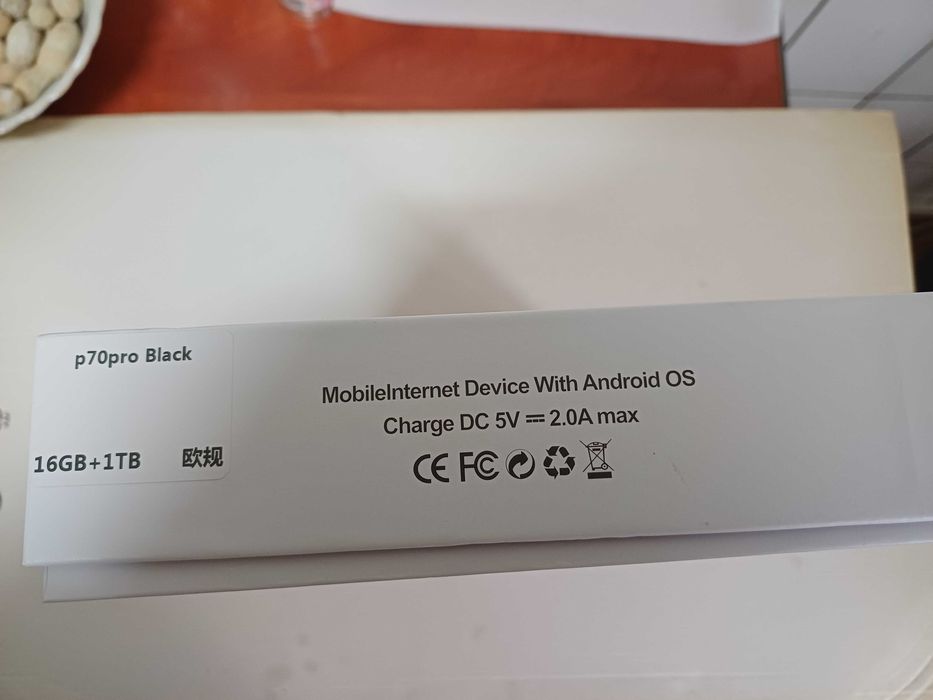 p70pro Black
16GB+1TB 欧规
MobileInternet Device With Android OS
Charge DC 5V ⎓ 2.0A max
CE FC